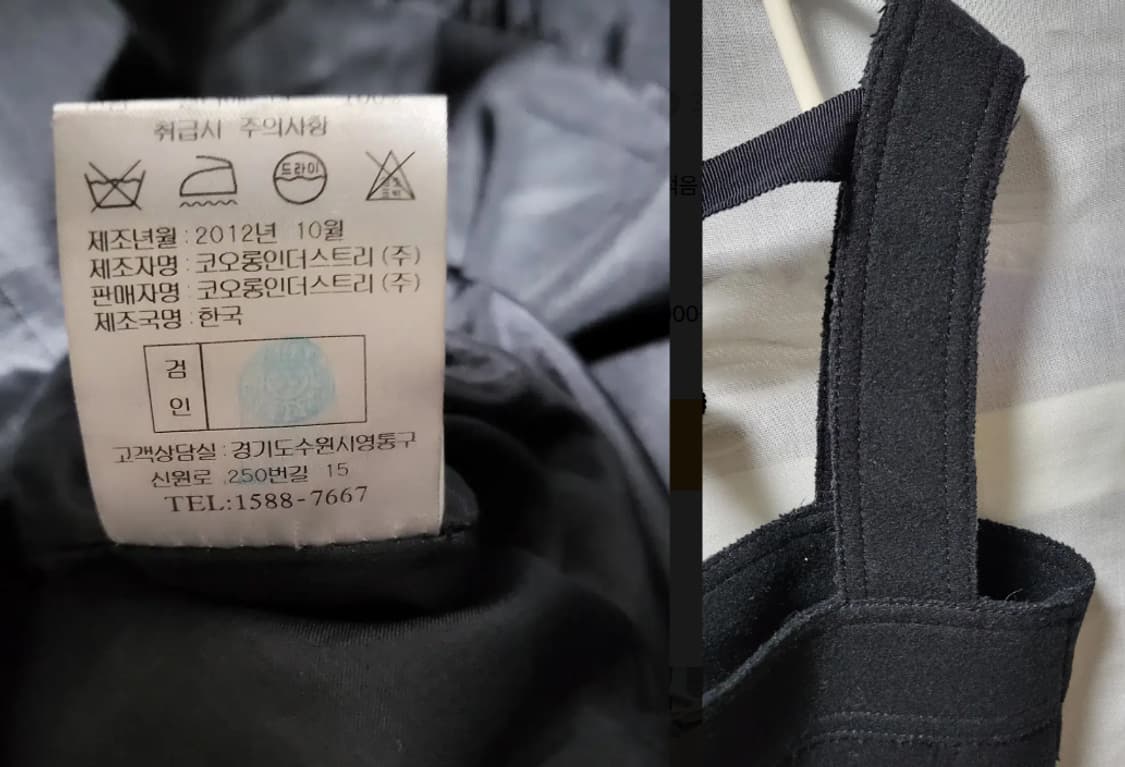 취급시 주의사항
드라이
제조년월 : 2012년 10월
제조자명 : 코오롱인더스트리 (주)
판매자명 : 코오롱인더스트리 (주)
제조국명 : 한국
검
인
고객상담실 : 경기도수원시영통구
신원로 250번길 15
TEL:1588-7667